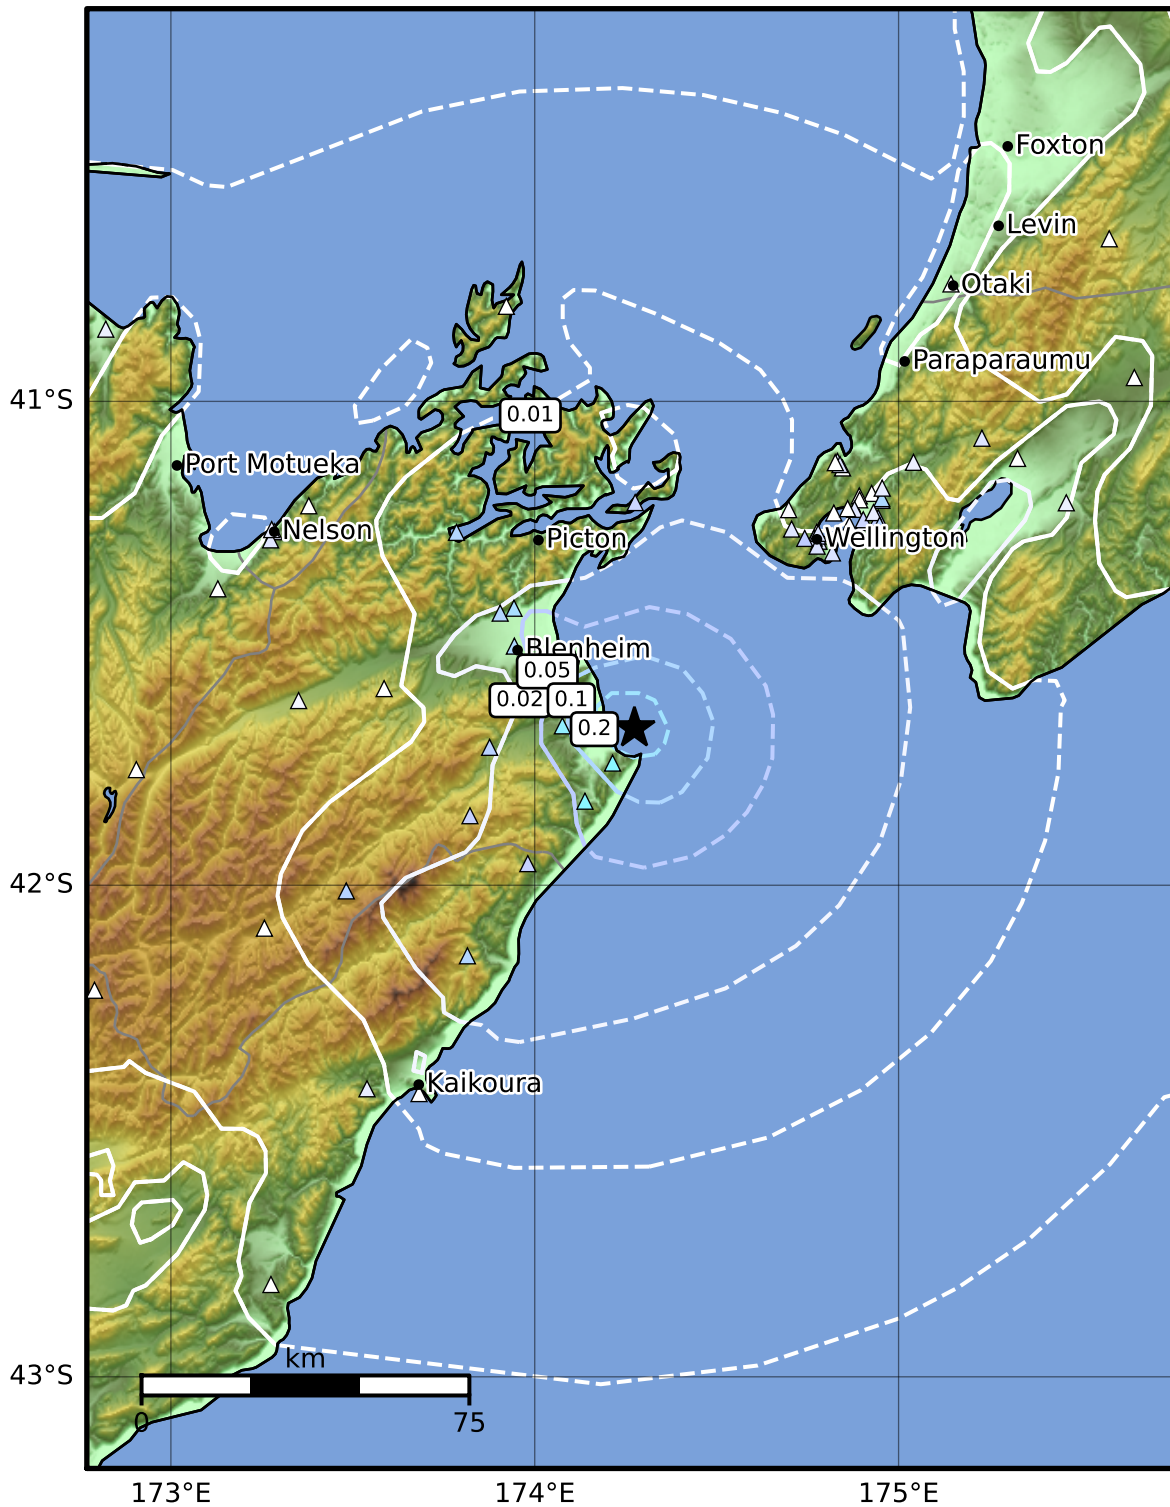 Foxton
Levin
Otaki
Paraparaumu
41°S
0.01
Port Motueka
Nelson
Picton
Wellington
Blenheim
0.05
0.02
0.1
0.2
42°S
Kaikoura
km
43°S
0
75
173°E
174°E
175°E